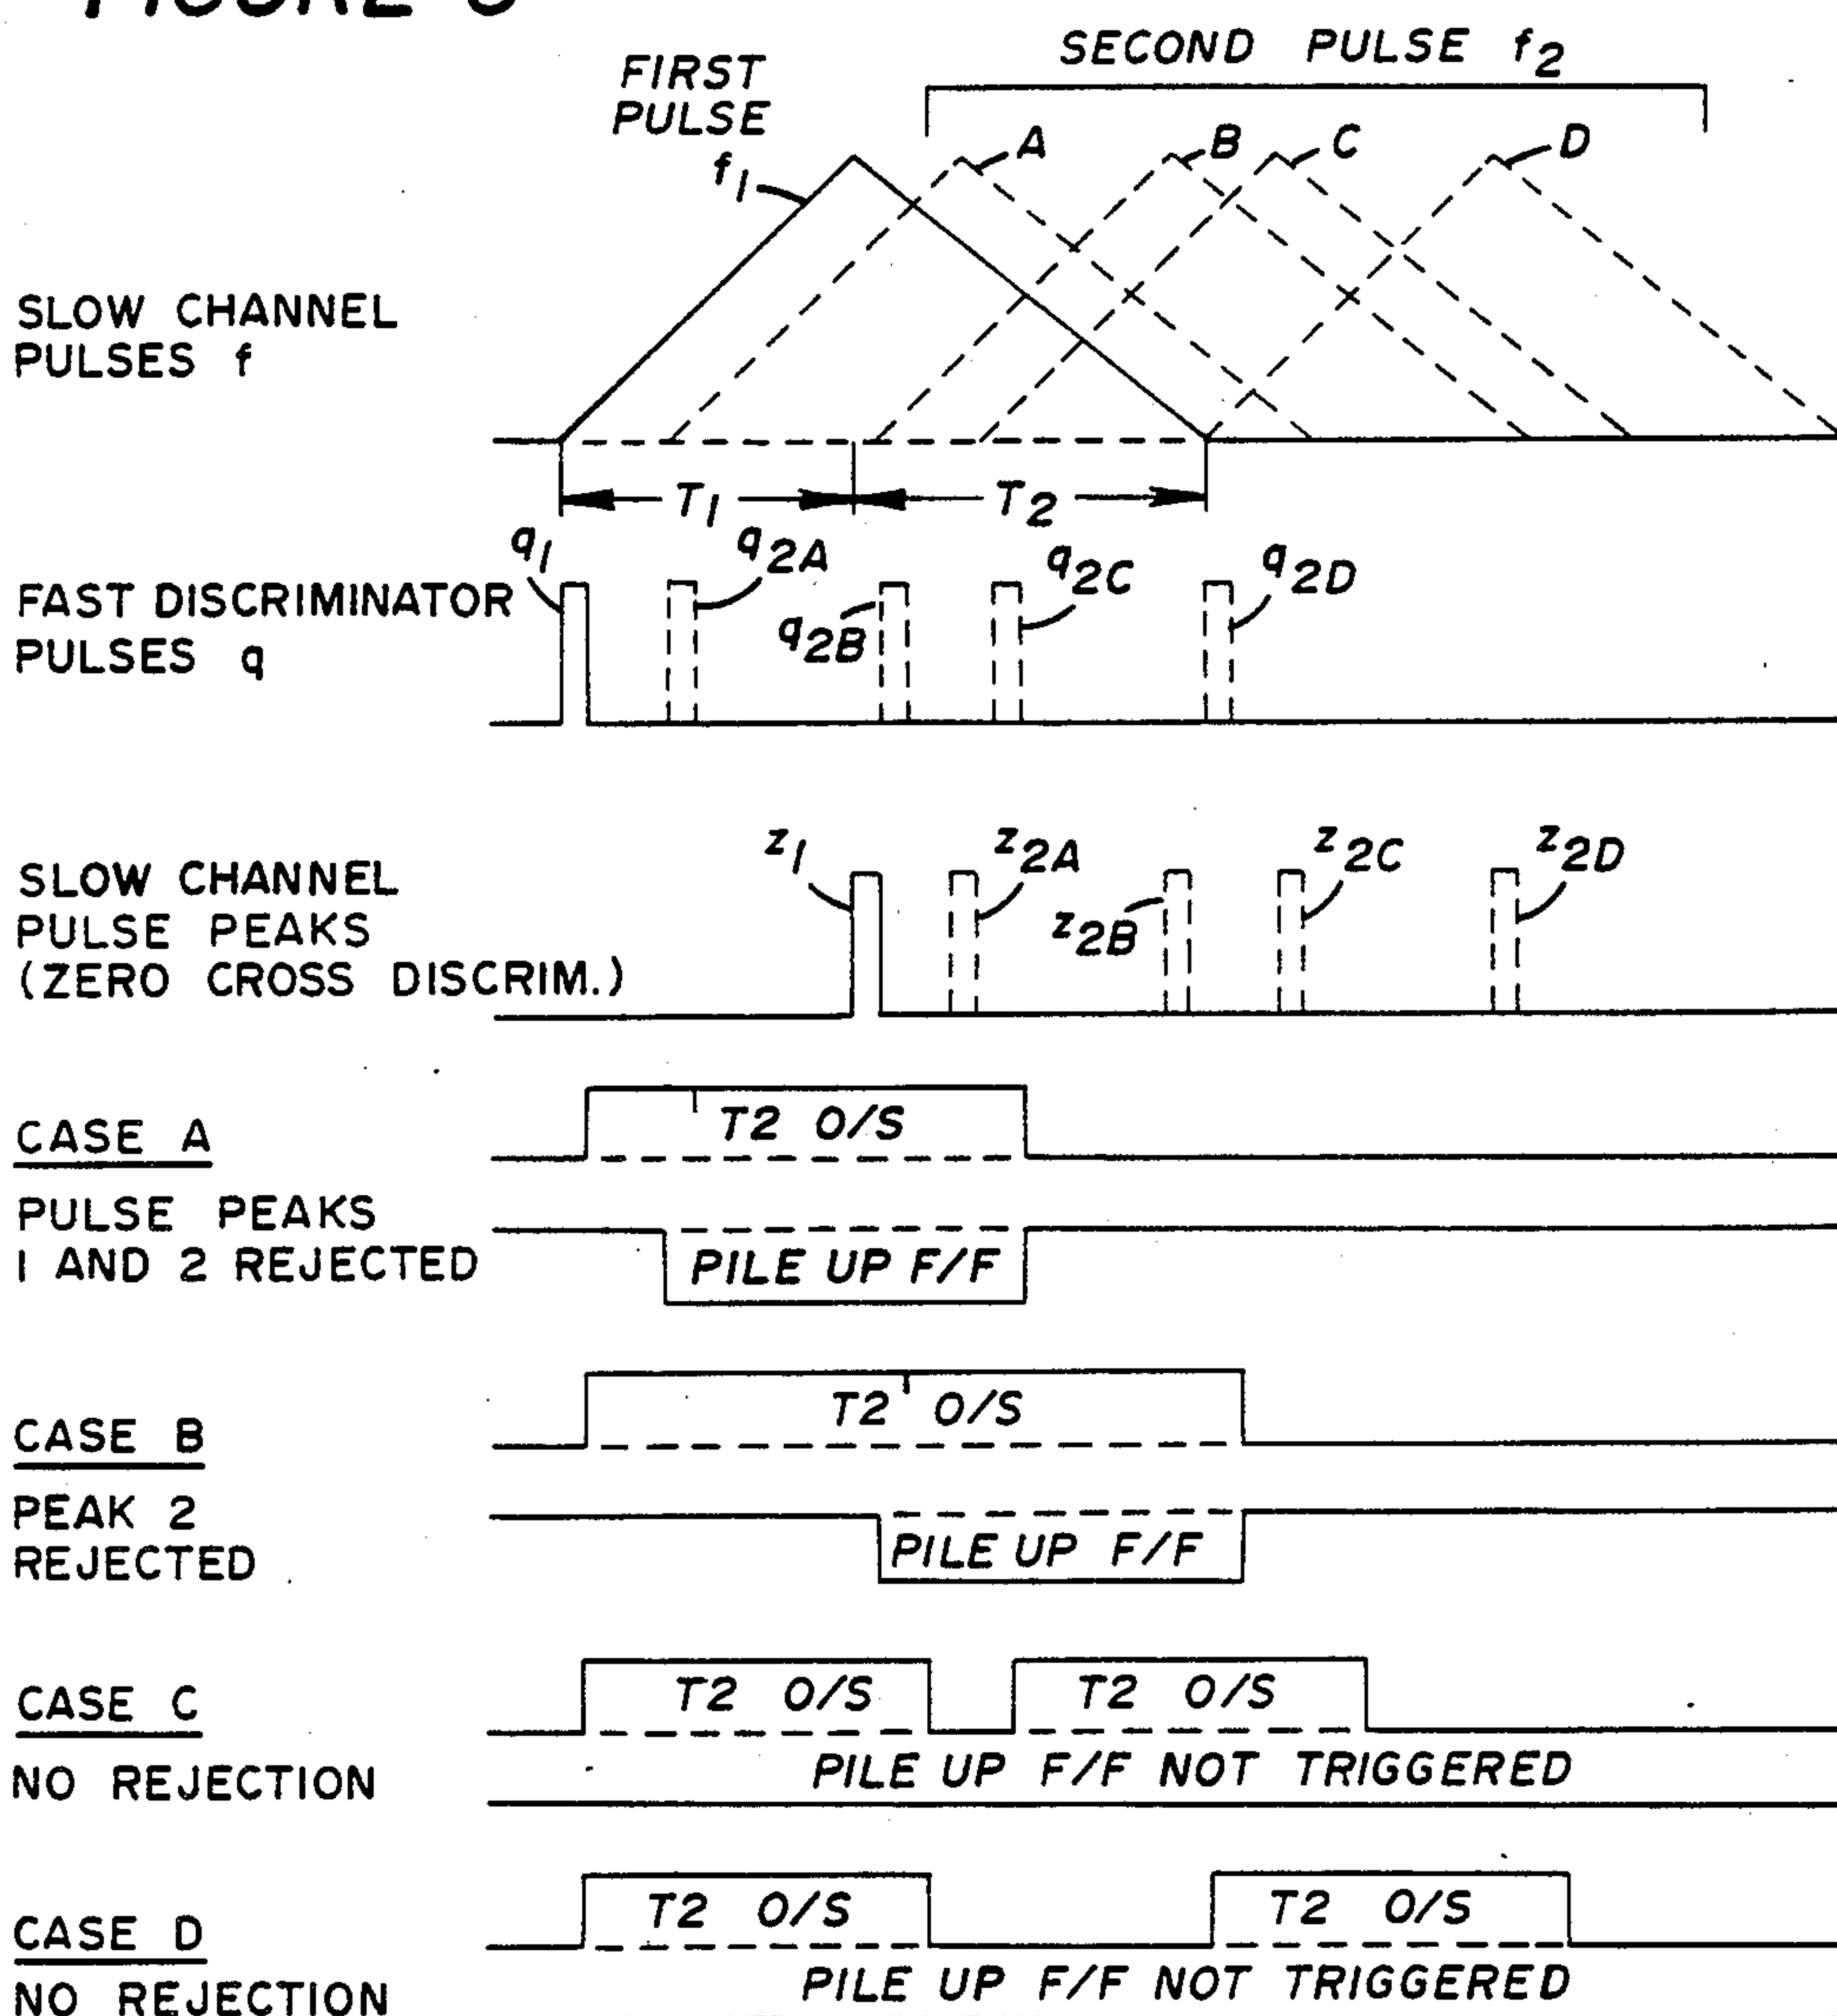 SECOND PULSE f2
FIRST
PULSE
f1
A
B
C
D
SLOW CHANNEL
PULSES f
T1
T2
q1
q2A
q2B
q2C
q2D
FAST DISCRIMINATOR
PULSES q
z1
z2A
z2B
z2C
z2D
SLOW CHANNEL
PULSE PEAKS
(ZERO CROSS DISCRIM.)
T2 O/S
CASE A
PULSE PEAKS
1 AND 2 REJECTED
PILE UP F/F
T2 O/S
CASE B
PEAK 2
REJECTED
PILE UP F/F
T2 O/S
T2 O/S
CASE C
NO REJECTION
PILE UP F/F NOT TRIGGERED
T2 O/S
T2 O/S
CASE D
NO REJECTION
PILE UP F/F NOT TRIGGERED